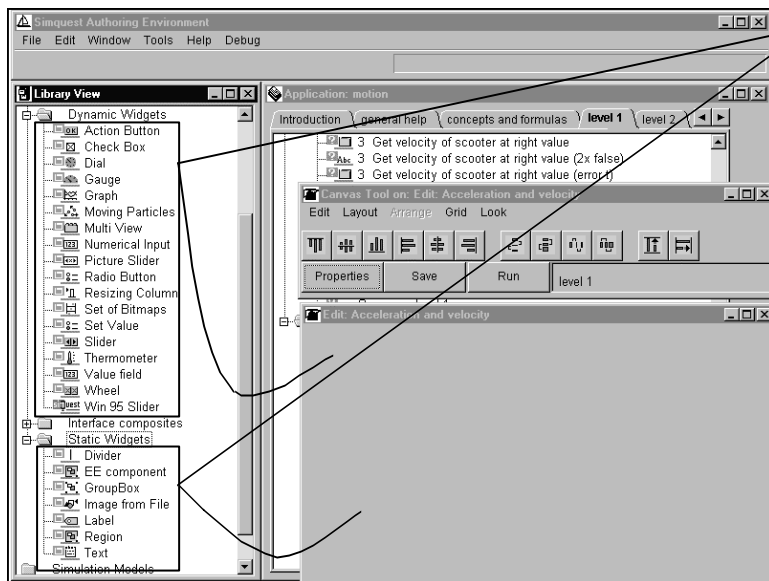 Simquest Authoring Environment
File Edit Window Tools Help Debug
Library View
Dynamic Widgets
OK Action Button
Check Box
Dial
Gauge
Graph
Moving Particles
Multi View
123 Numerical Input
Picture Slider
Radio Button
Resizing Column
Set of Bitmaps
Set Value
Slider
Thermometer
123 Value field
Wheel
Win 95 Slider
Interface composites
Static Widgets
Divider
EE component
GroupBox
Image from File
Label
Region
Text
Simulation Models
Application: motion
Introduction general help concepts and formulas level 1 level 2
3 Get velocity of scooter at right value
Abc 3 Get velocity of scooter at right value (2x false)
3 Get velocity of scooter at right value (error t)
Canvas Tool on: Edit: Acceleration and velocity
Edit Layout Arrange Grid Look
Properties Save Run level 1
Edit: Acceleration and velocity